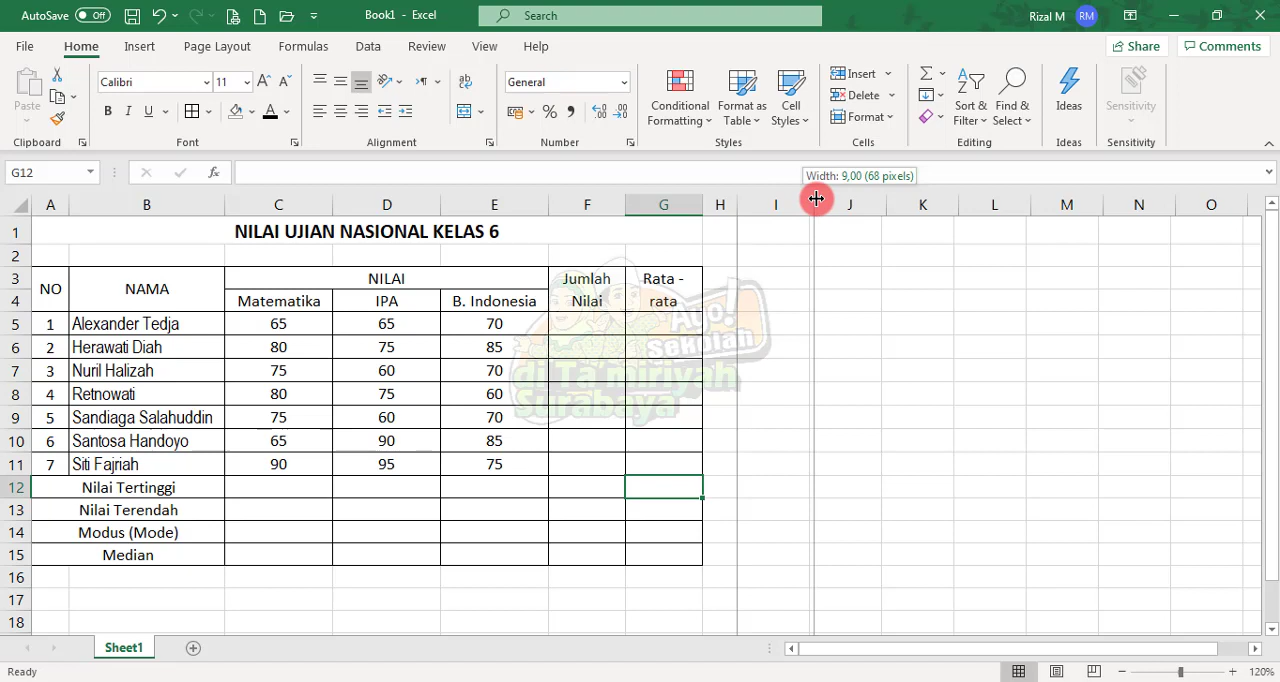 AutoSave Off Book1 - Excel Search Rizal M RM
File Home Insert Page Layout Formulas Data Review View Help Share Comments
Paste Calibri 11 General Conditional Formatting Format as Table Cell Styles Insert Delete Format Sort & Filter Find & Select Ideas Sensitivity
Clipboard Font Alignment Number Styles Cells Editing Ideas Sensitivity
G12 fx Width: 9,00 (68 pixels)
A B C D E F G H I J K L M N O
1 NILAI UJIAN NASIONAL KELAS 6
2
3 NO NAMA NILAI Jumlah Rata -
4 Matematika IPA B. Indonesia Nilai rata
5 1 Alexander Tedja 65 65 70
6 2 Herawati Diah 80 75 85
7 3 Nuril Halizah 75 60 70
8 4 Retnowati 80 75 60
9 5 Sandiaga Salahuddin 75 60 70
10 6 Santosa Handoyo 65 90 85
11 7 Siti Fajriah 90 95 75
12 Nilai Tertinggi
13 Nilai Terendah
14 Modus (Mode)
15 Median
16
17
18
Ayo!
Sekolah
di Ta'miriyah
Surabaya
Sheet1
Ready 120%